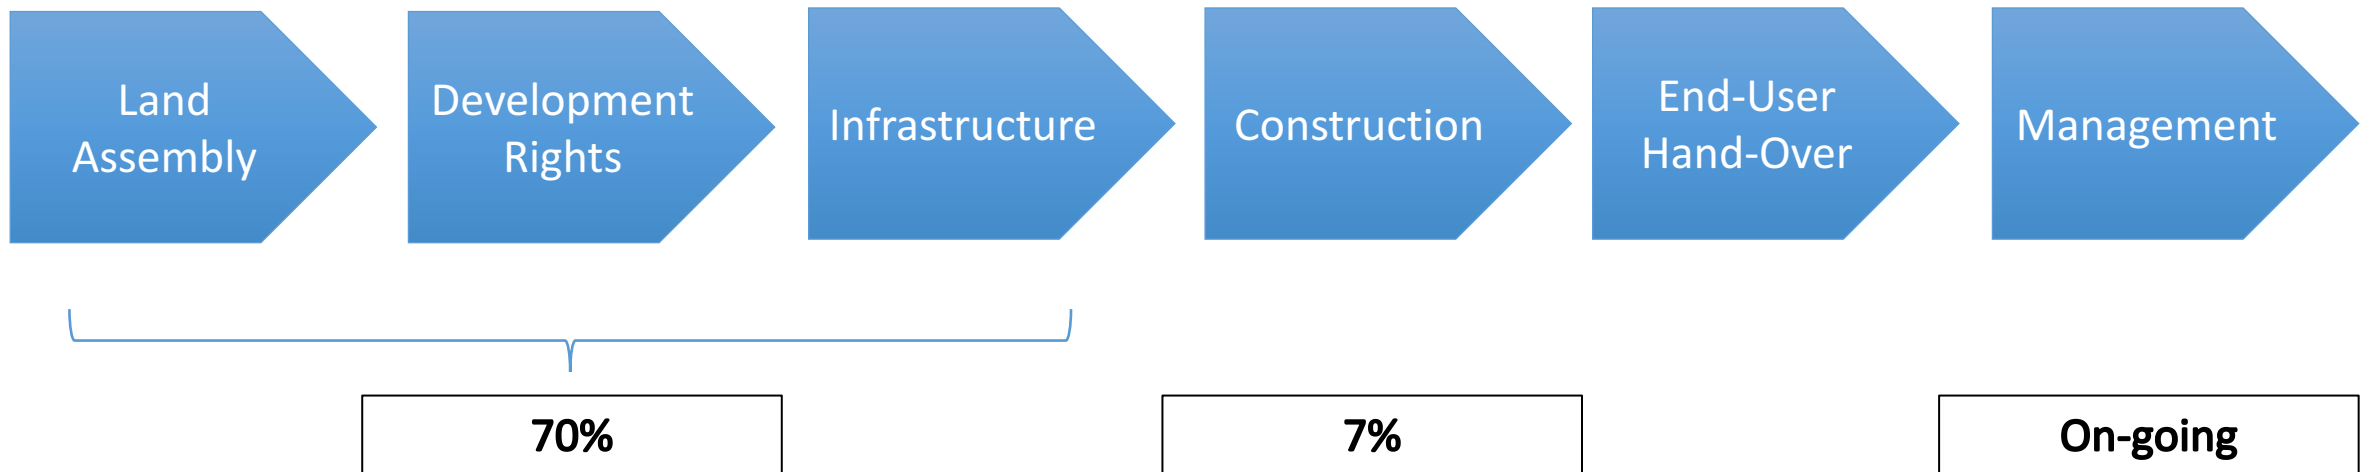 Land
Assembly
Development
Rights
Infrastructure
Construction
End-User
Hand-Over
Management
70%
7%
On-going